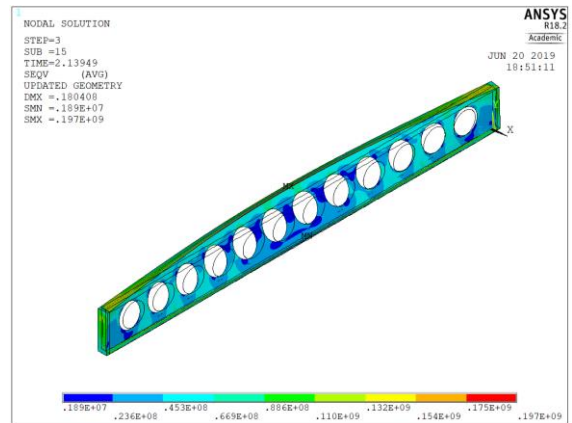 1
NODAL SOLUTION
STEP=3
SUB =15
TIME=2.13949
SEQV (AVG)
UPDATED GEOMETRY
DMX =.180408
SMN =.189E+07
SMX =.197E+09
ANSYS
R18.2
Academic
JUN 20 2019
18:51:11
X
MX
MN
.189E+07 .236E+08 .453E+08 .669E+08 .886E+08 .110E+09 .132E+09 .154E+09 .175E+09 .197E+09